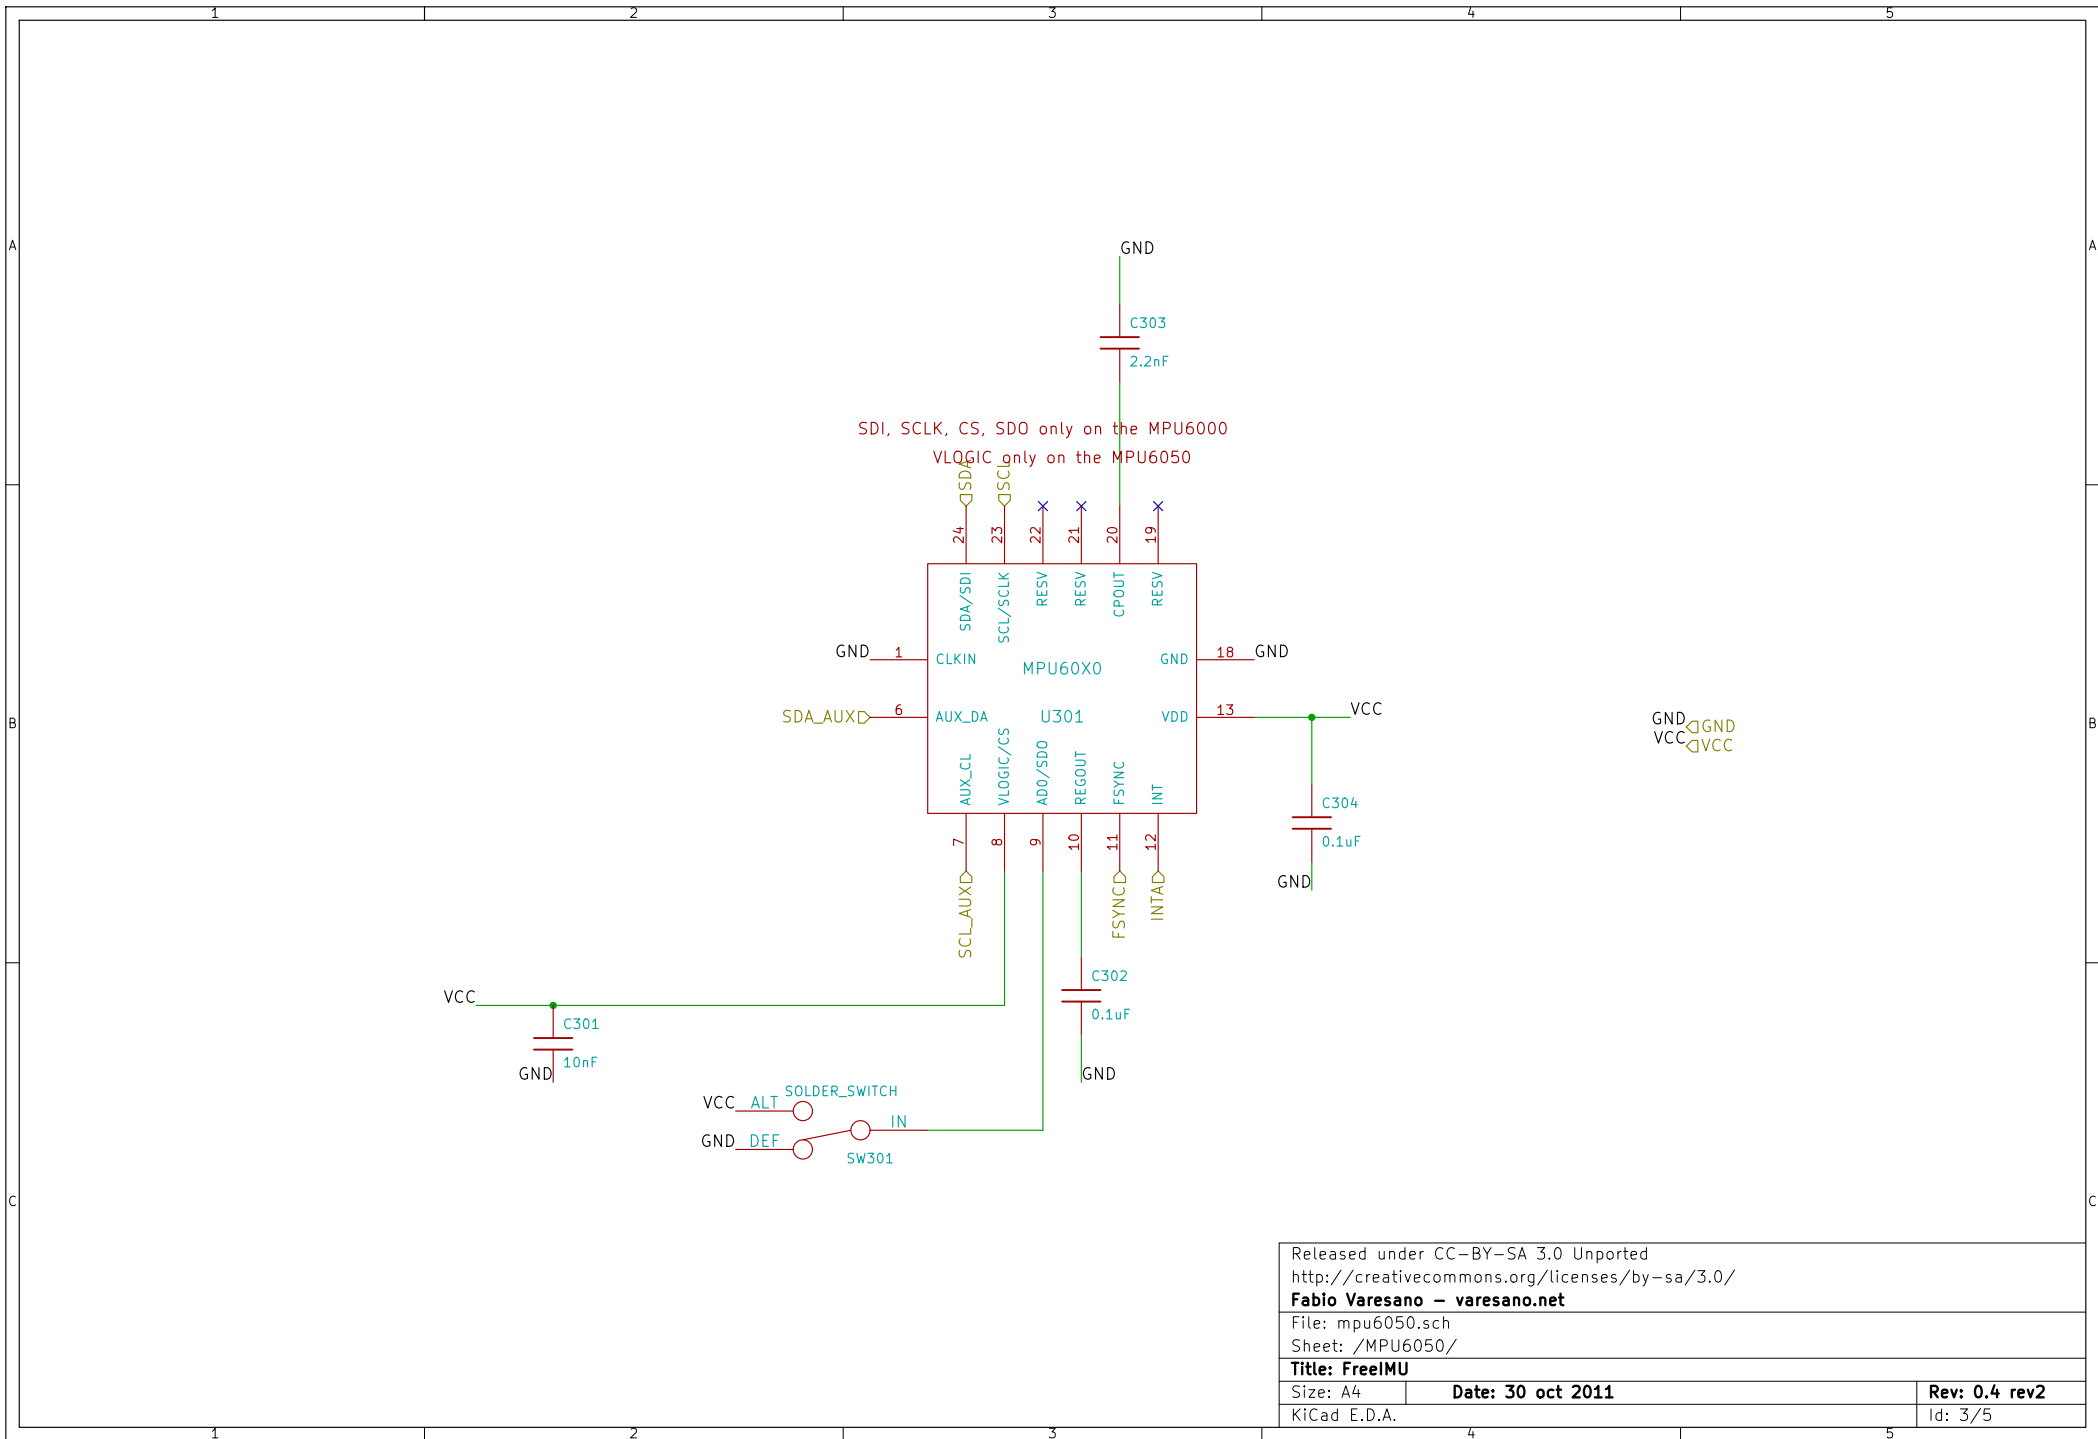 1 2 3 4 5
A A
GND
C303
2.2nF
SDI, SCLK, CS, SDO only on the MPU6000
VLOGIC only on the MPU6050
SDA SCL
24 23 22 21 20 19
SDA/SDI SCL/SCLK RESV RESV CPOUT RESV
GND 1 CLKIN GND 18 GND
MPU60X0
SDA_AUX 6 AUX_DA U301 VDD 13 VCC
B B
GND GND
VCC VCC
AUX_CL VLOGIC/CS AD0/SDO REGOUT FSYNC INT
7 8 9 10 11 12
C304
0.1uF
GND
SCL_AUX FSYNC INTA
C302
0.1uF
GND
VCC
C301
10nF
GND
SOLDER_SWITCH
VCC ALT
IN
GND DEF
SW301
C C
Released under CC-BY-SA 3.0 Unported
http://creativecommons.org/licenses/by-sa/3.0/
Fabio Varesano - varesano.net
File: mpu6050.sch
Sheet: /MPU6050/
Title: FreeIMU
Size: A4 Date: 30 oct 2011 Rev: 0.4 rev2
KiCad E.D.A. Id: 3/5
1 2 3 4 5